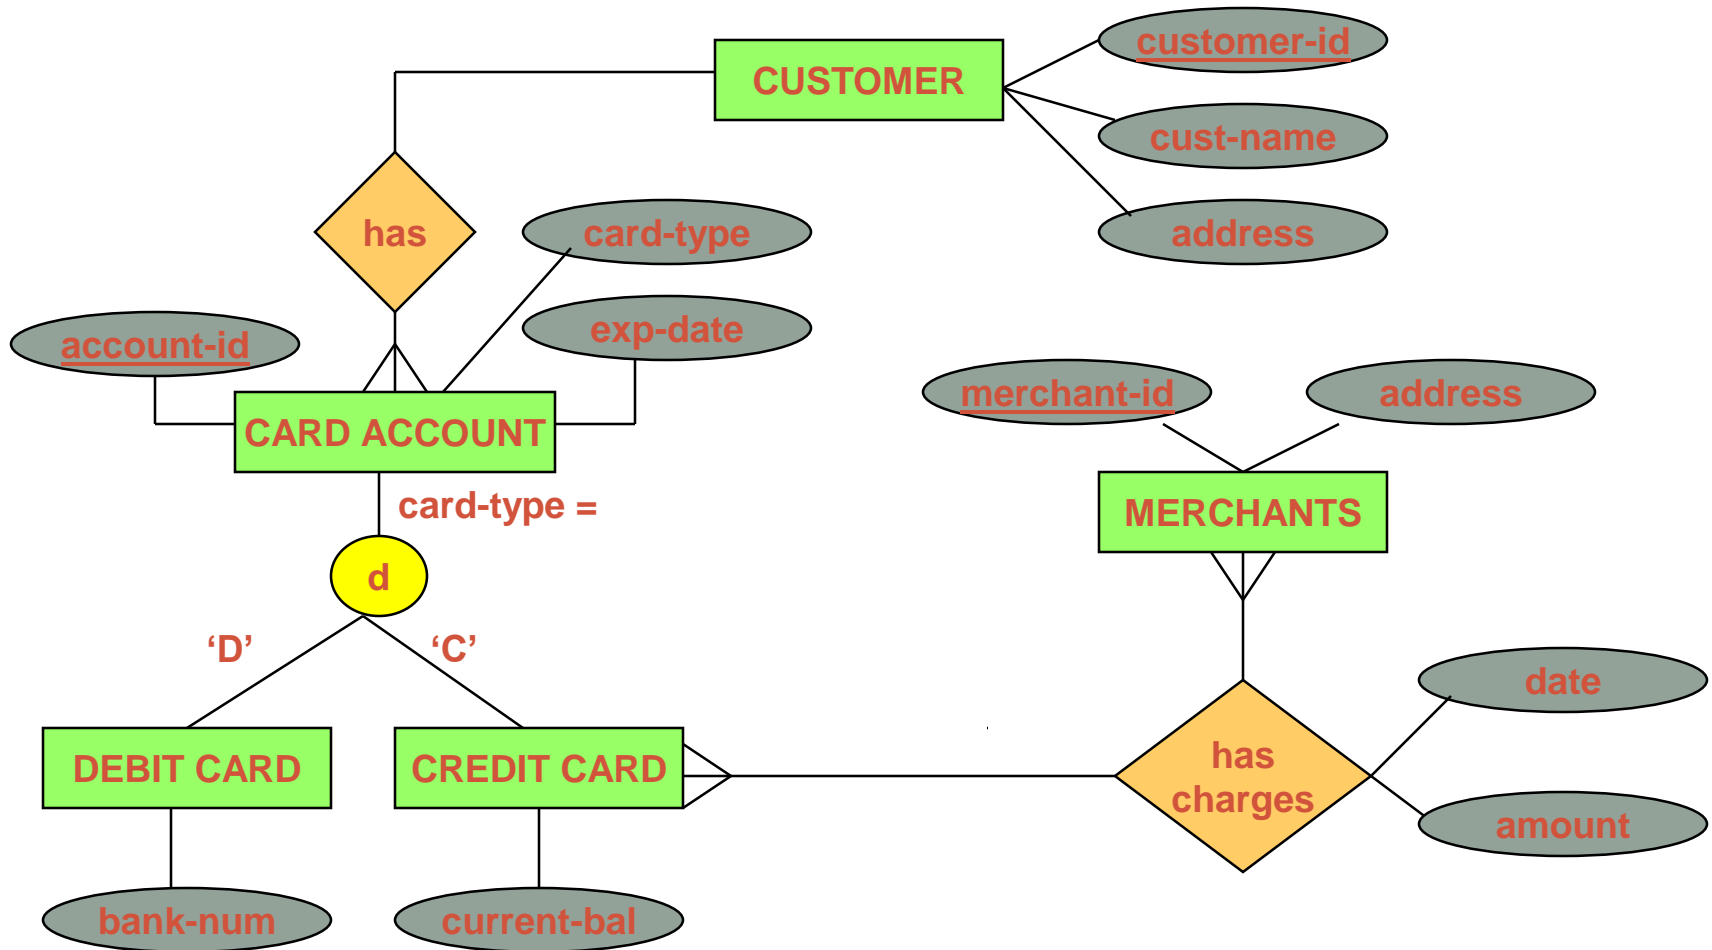 customer-id
CUSTOMER
cust-name
has
card-type
address
account-id
exp-date
merchant-id
address
CARD ACCOUNT
card-type =
MERCHANTS
d
‘D’
‘C’
date
DEBIT CARD
CREDIT CARD
has
charges
amount
bank-num
current-bal